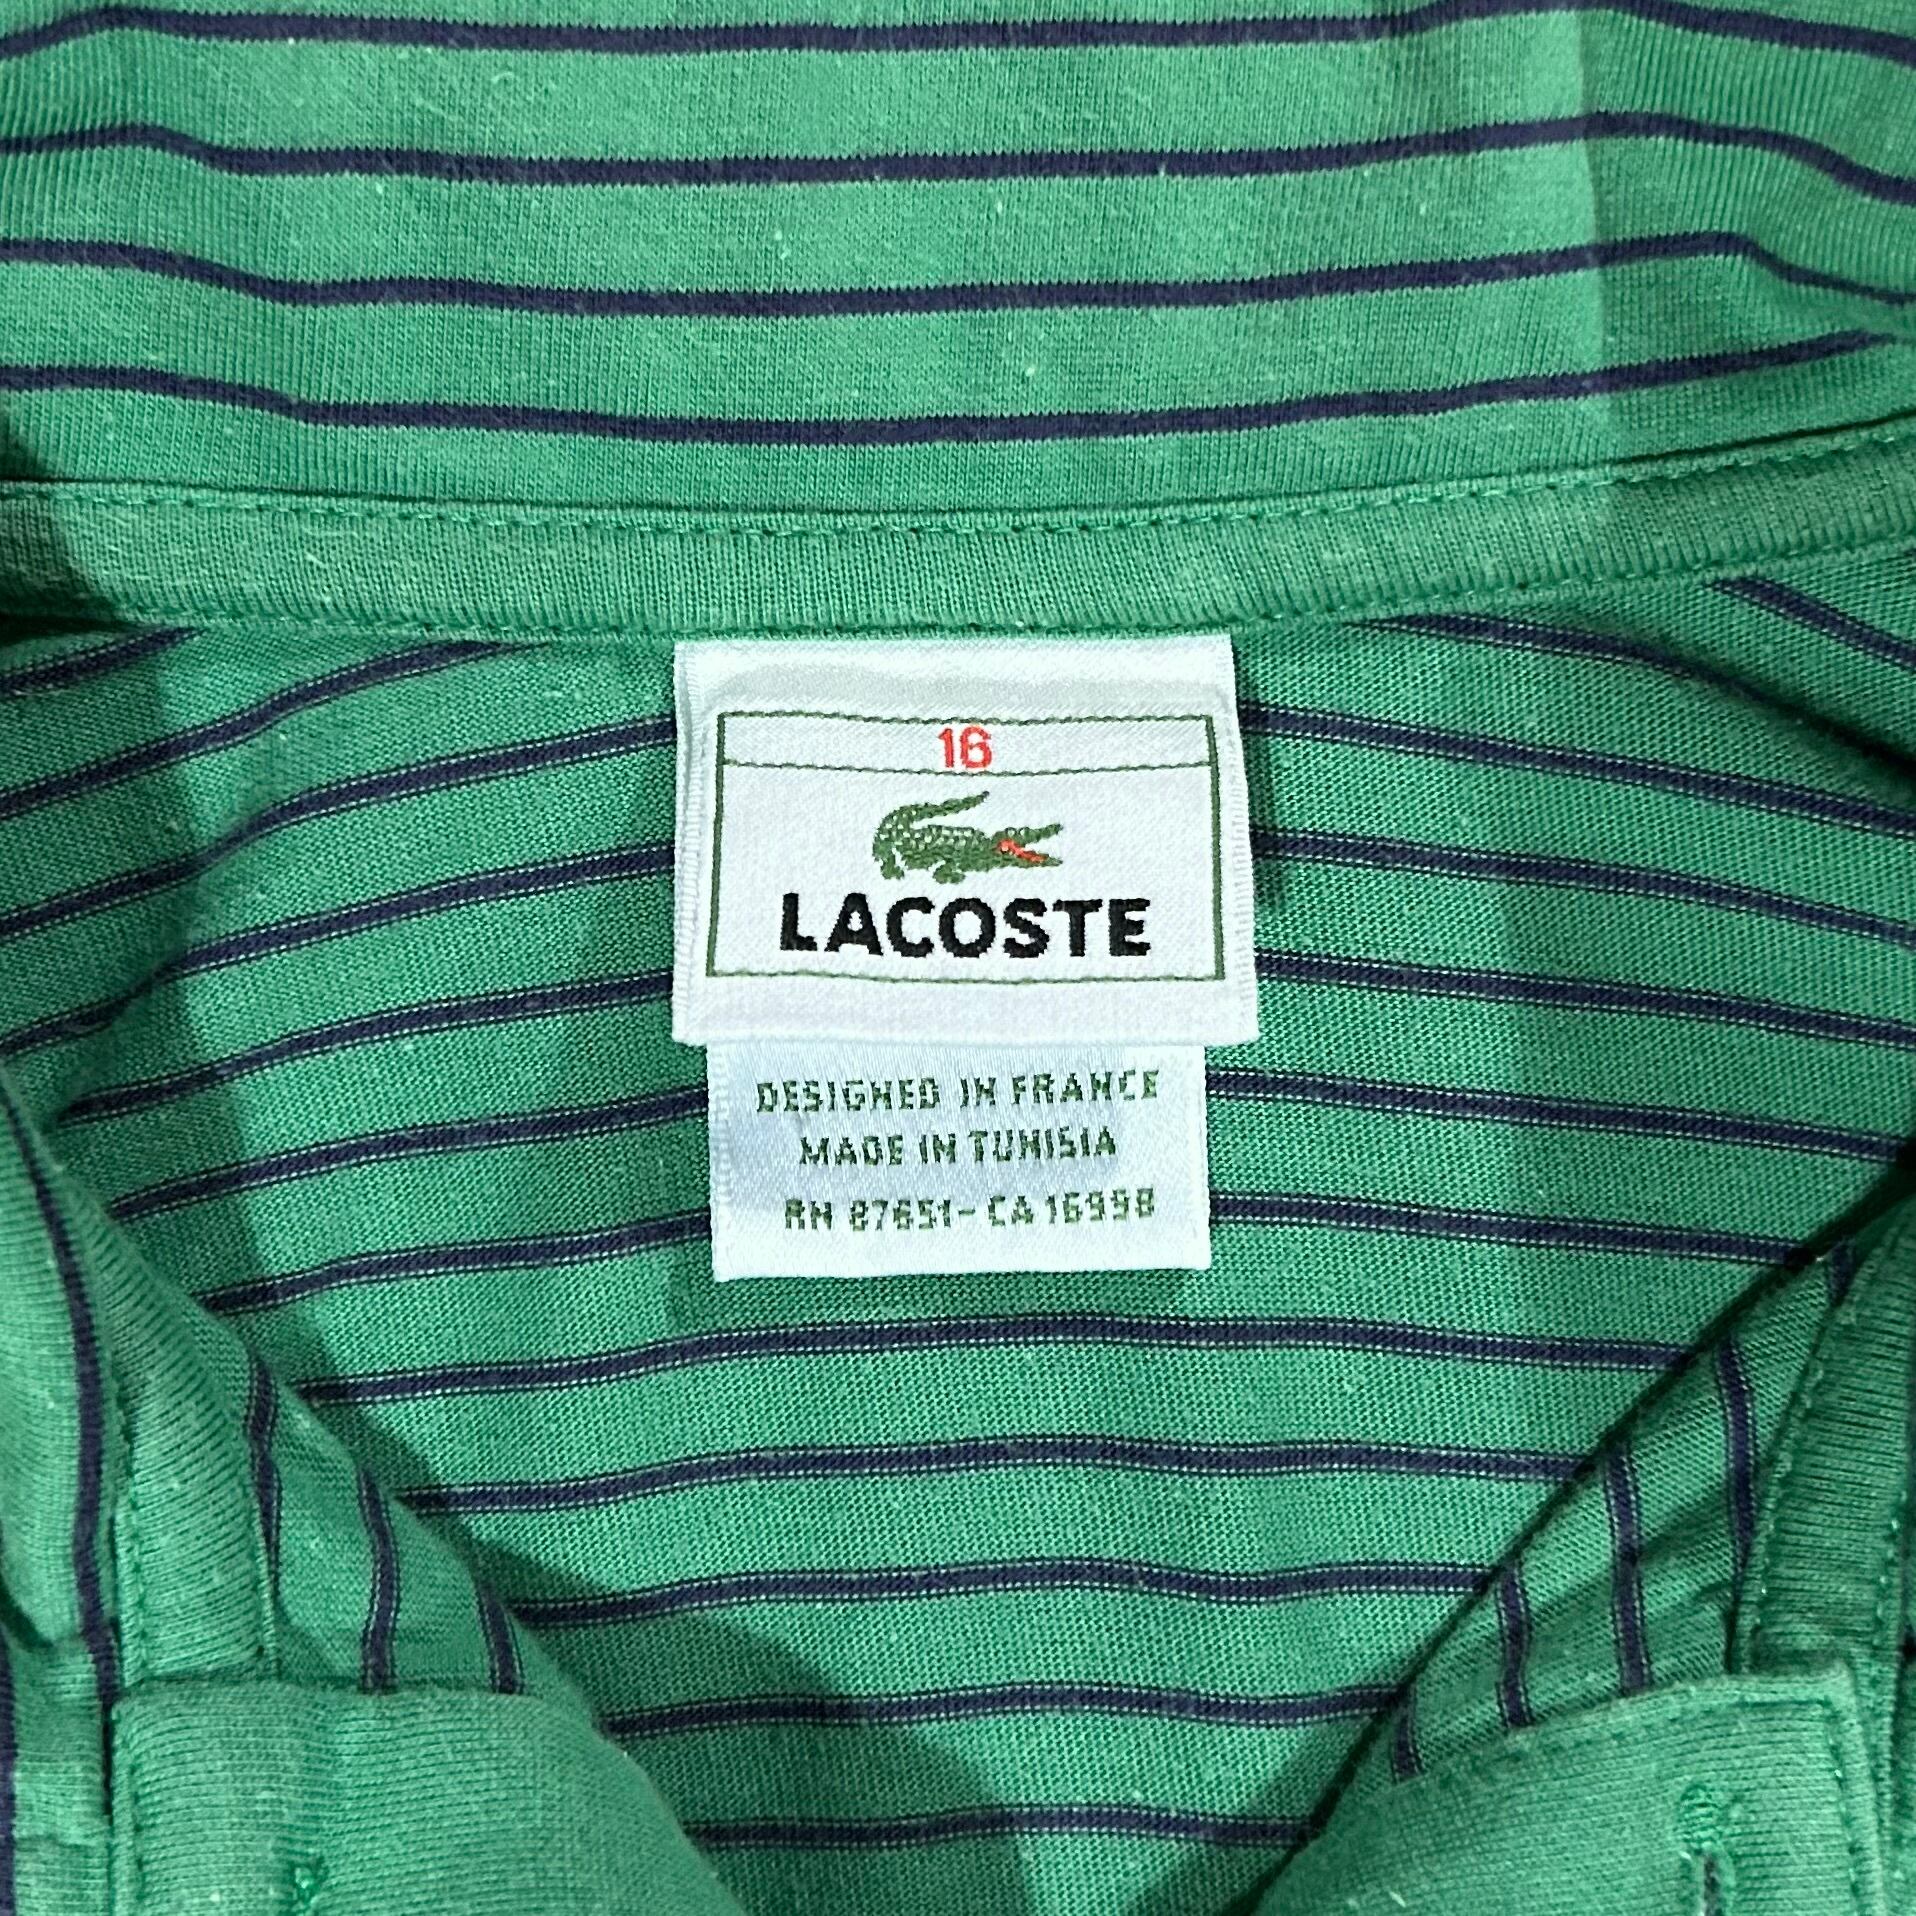 16
LACOSTE
DESIGNED IN FRANCE
MADE IN TUNISIA
RN 87651-CA 16998